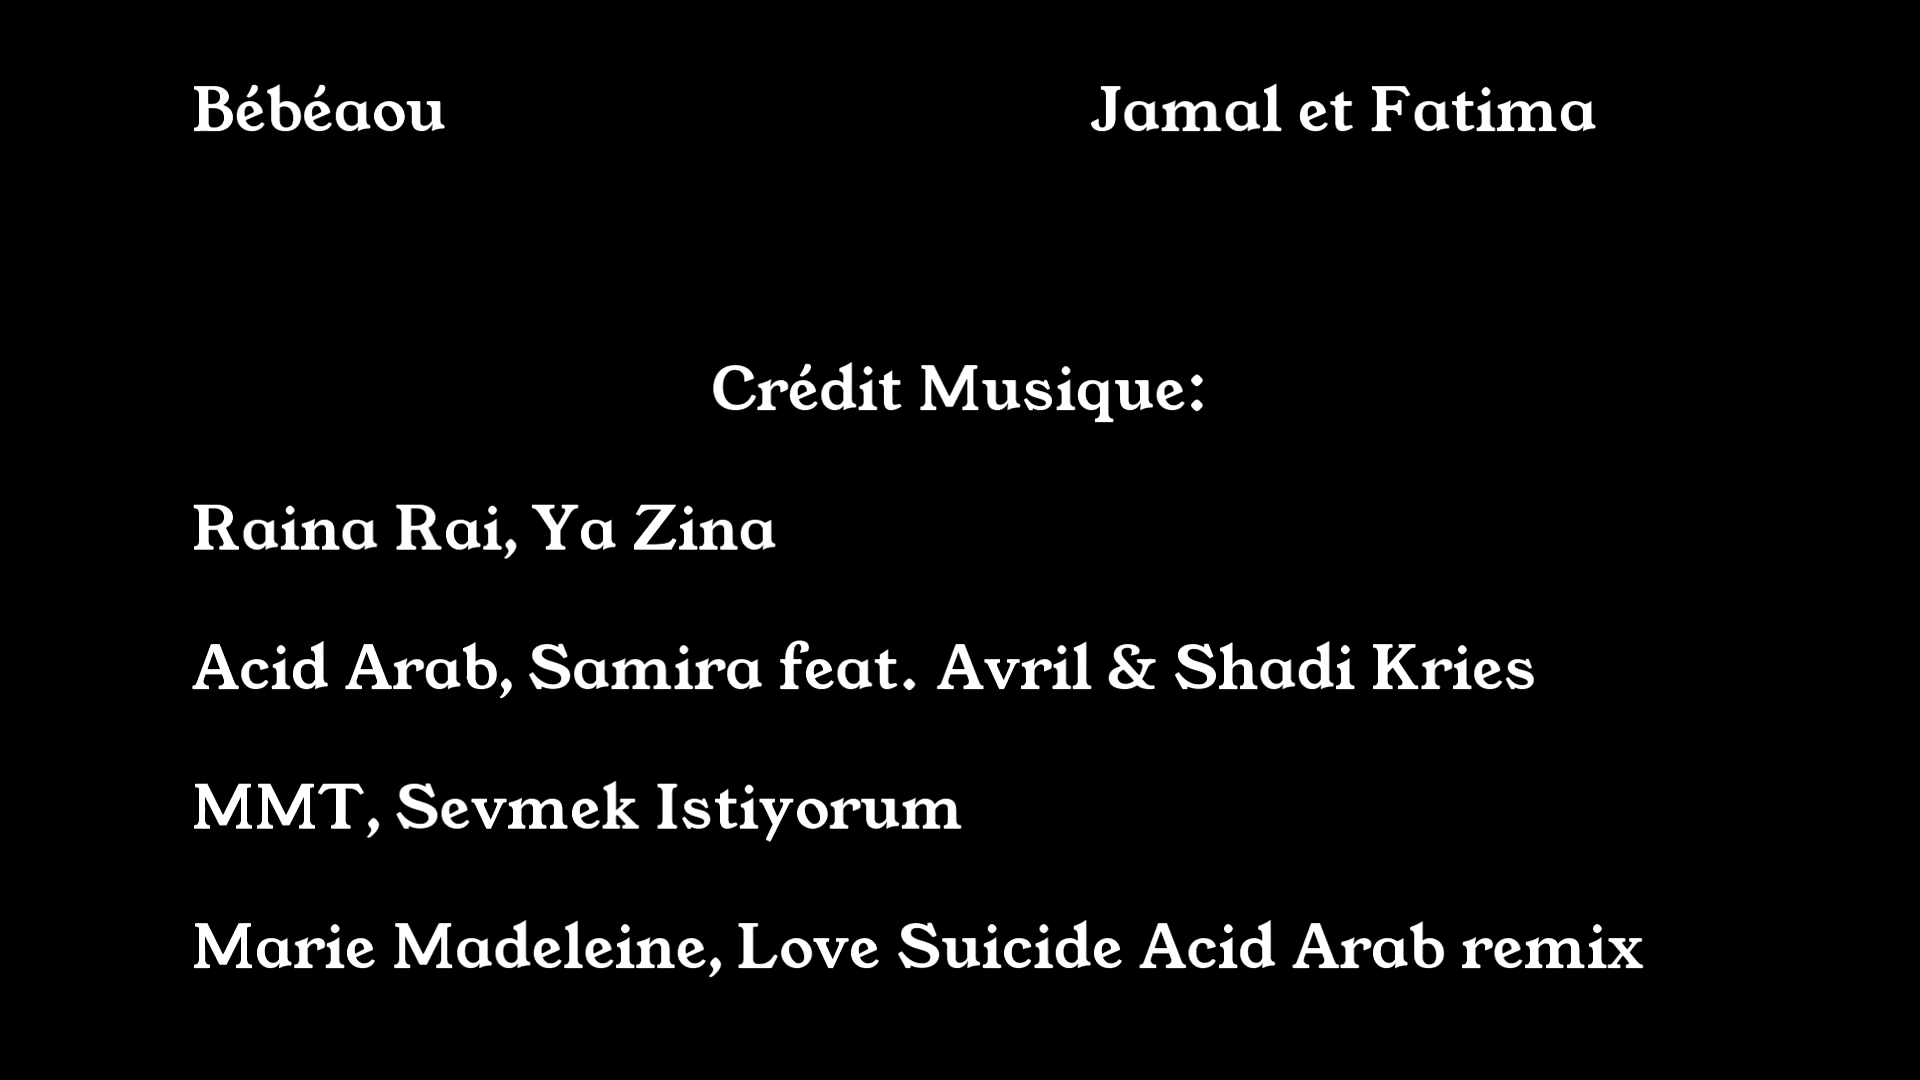 Bébéaou Jamal et Fatima
Crédit Musique:
Raina Rai, Ya Zina
Acid Arab, Samira feat. Avril & Shadi Kries
MMT, Sevmek Istiyorum
Marie Madeleine, Love Suicide Acid Arab remix